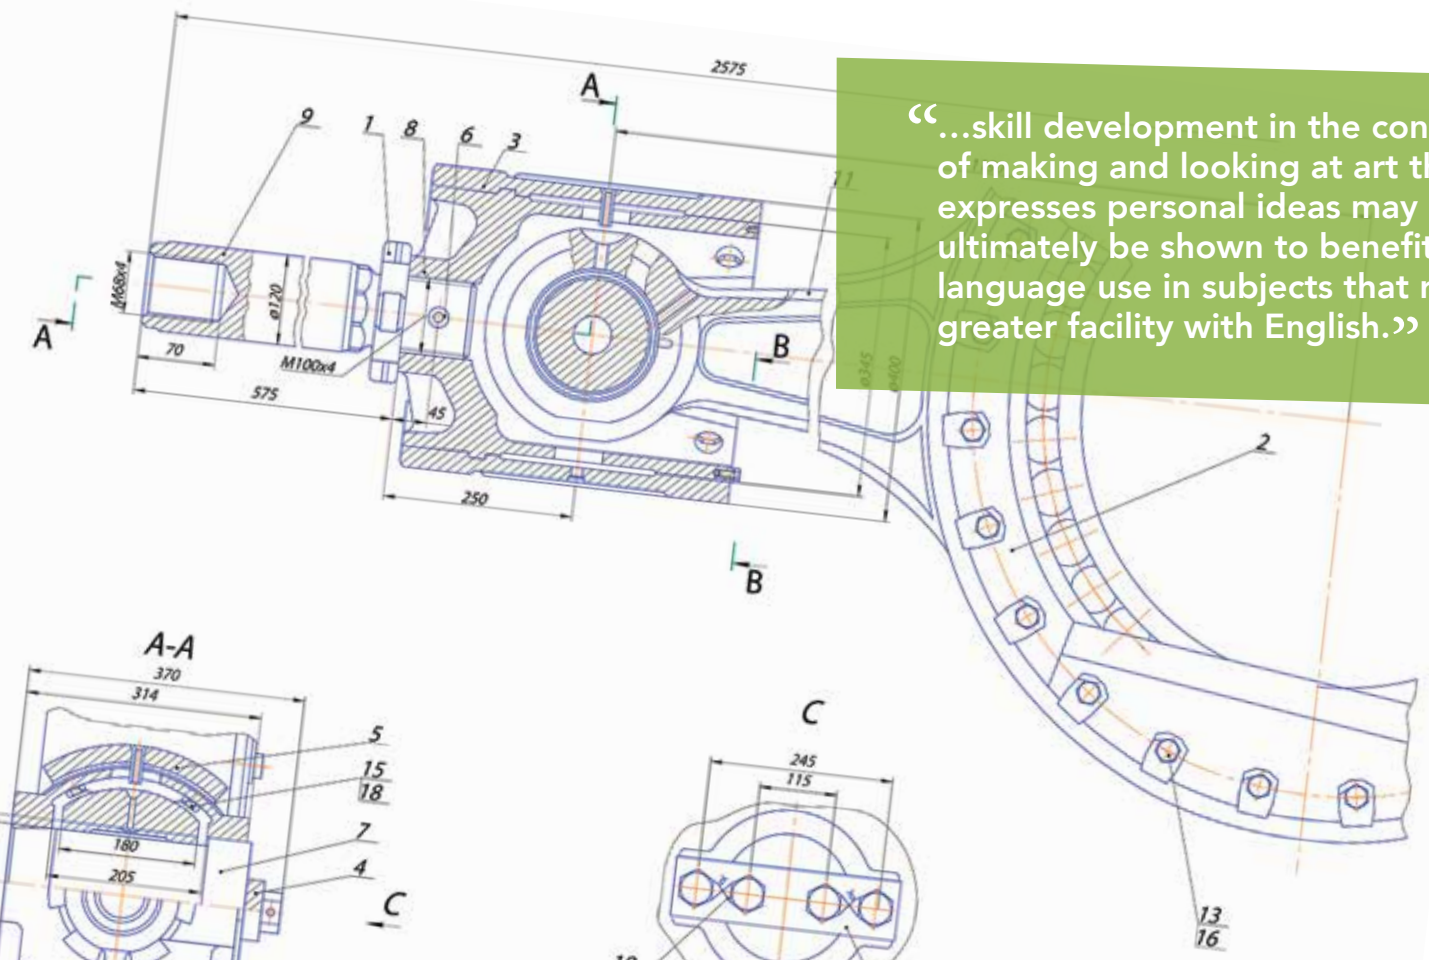 2575
A
9
1
8
6
3
11
“...skill development in the con
of making and looking at art th
expresses personal ideas may
ultimately be shown to benefit
language use in subjects that
greater facility with English.”
M68x4
ø120
A
70
M100x4
575
45
250
B
ø345
ø400
2
B
A-A
370
314
5
15
18
7
4
180
205
C
C
245
115
13
16